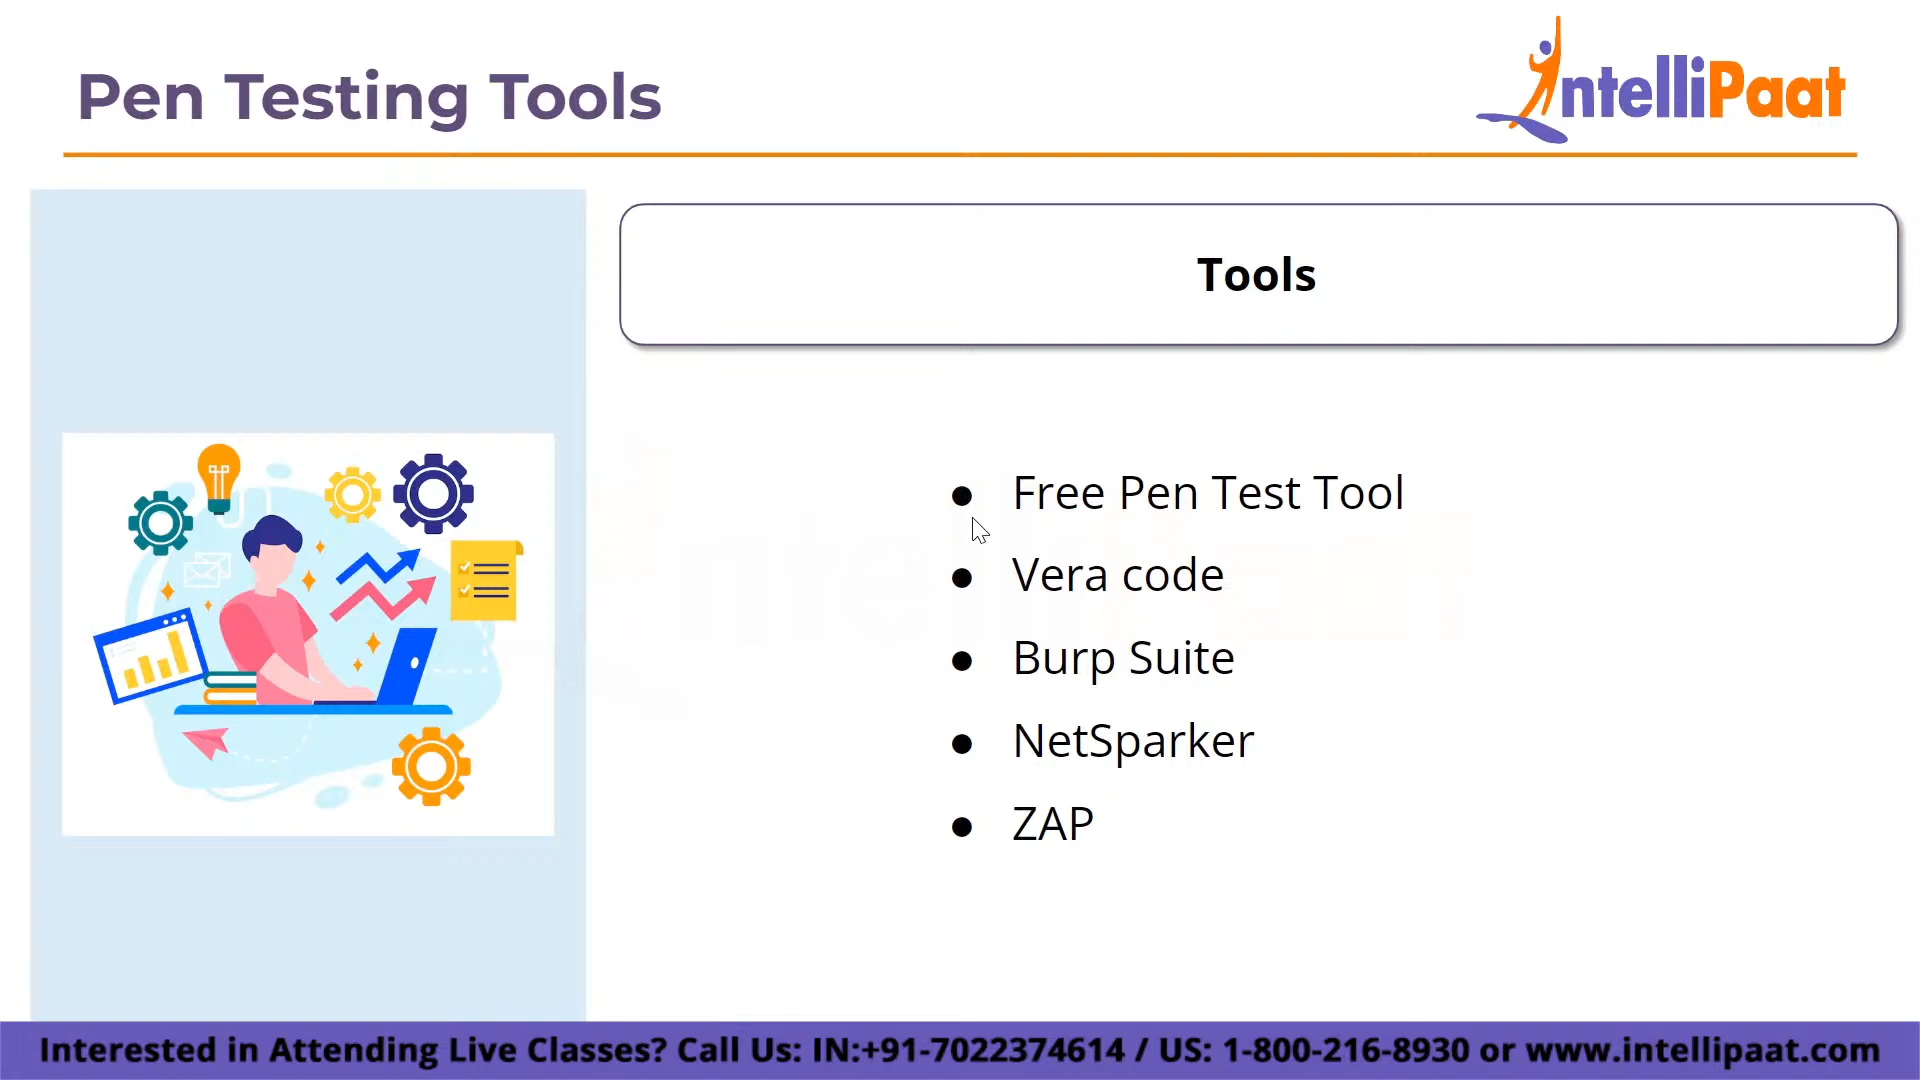 Pen Testing Tools
IntelliPaat
Tools
● Free Pen Test Tool
● Vera code
● Burp Suite
● NetSparker
● ZAP
Interested in Attending Live Classes? Call Us: IN:+91-7022374614 / US: 1-800-216-8930 or www.intellipaat.com